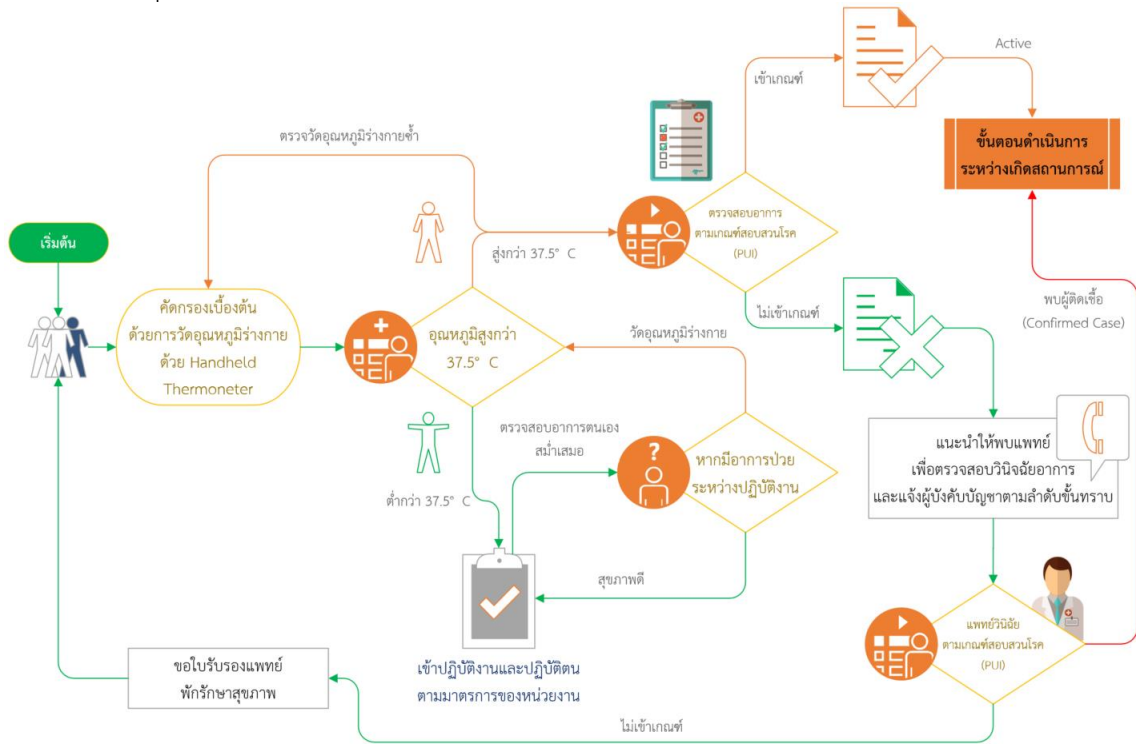 Active
เข้าเกณฑ์
ตรวจวัดอุณหภูมิร่างกายซ้ำ
ขั้นตอนดำเนินการ
ระหว่างเกิดสถานการณ์
เริ่มต้น
สูงกว่า 37.5° C
ตรวจสอบอาการ
ตามเกณฑ์สอบสวนโรค
(PUI)
คัดกรองเบื้องต้น
ด้วยการวัดอุณหภูมิร่างกาย
ด้วย Handheld
Thermoneter
อุณหภูมิสูงกว่า
37.5° C
วัดอุณหภูมิร่างกาย
ไม่เข้าเกณฑ์
พบผู้ติดเชื้อ
(Confirmed Case)
ตรวจสอบอาการตนเอง
สม่ำเสมอ
?
หากมีอาการป่วย
ระหว่างปฏิบัติงาน
แนะนำให้พบแพทย์
เพื่อตรวจสอบวินิจฉัยอาการ
และแจ้งผู้บังคับบัญชาตามลำดับขั้นทราบ
ต่ำกว่า 37.5° C
สุขภาพดี
แพทย์วินิจฉัย
ตามเกณฑ์สอบสวนโรค
(PUI)
ขอใบรับรองแพทย์
พักรักษาสุขภาพ
เข้าปฏิบัติงานและปฏิบัติตน
ตามมาตรการของหน่วยงาน
ไม่เข้าเกณฑ์